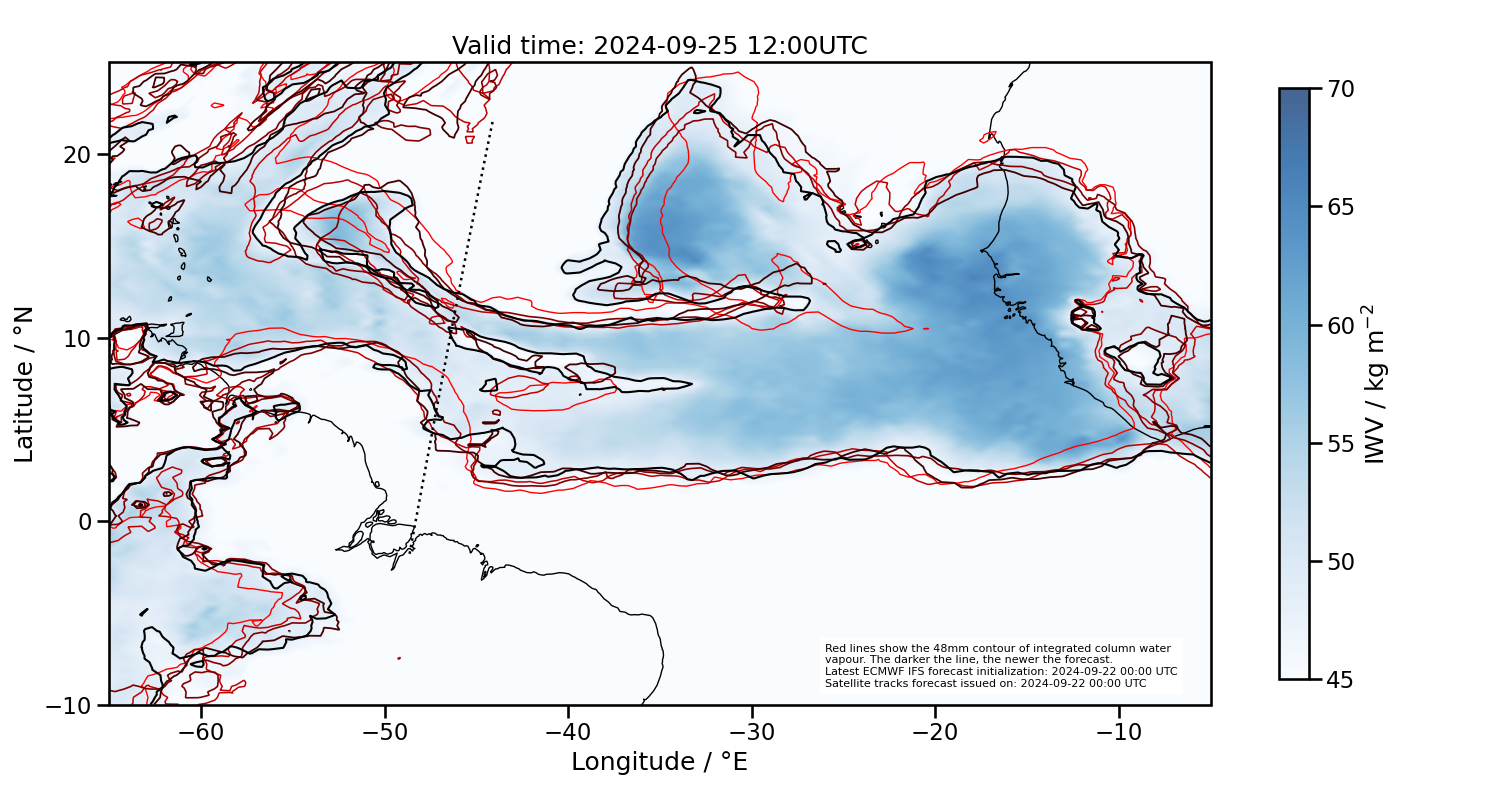 Valid time: 2024-09-25 12:00UTC
70
65
60
55
50
45
IWV / kg m⁻²
20
10
0
−10
Latitude / °N
Red lines show the 48mm contour of integrated column water
vapour. The darker the line, the newer the forecast.
Latest ECMWF IFS forecast initialization: 2024-09-22 00:00 UTC
Satellite tracks forecast issued on: 2024-09-22 00:00 UTC
−60 −50 −40 −30 −20 −10
Longitude / °E